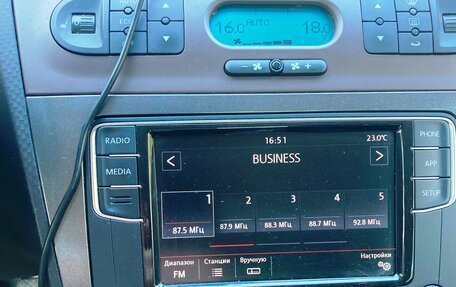 AUTO
ECO
16.0 AUTO 18.0
- +
RADIO
MEDIA
PHONE
APP
SETUP
16:51 23.0°C
< BUSINESS >
1 2 3 4 5
87.5 МГц 87.9 МГц 88.3 МГц 88.7 МГц 92.8 МГц
Диапазон Станции Вручную Настройки
FM